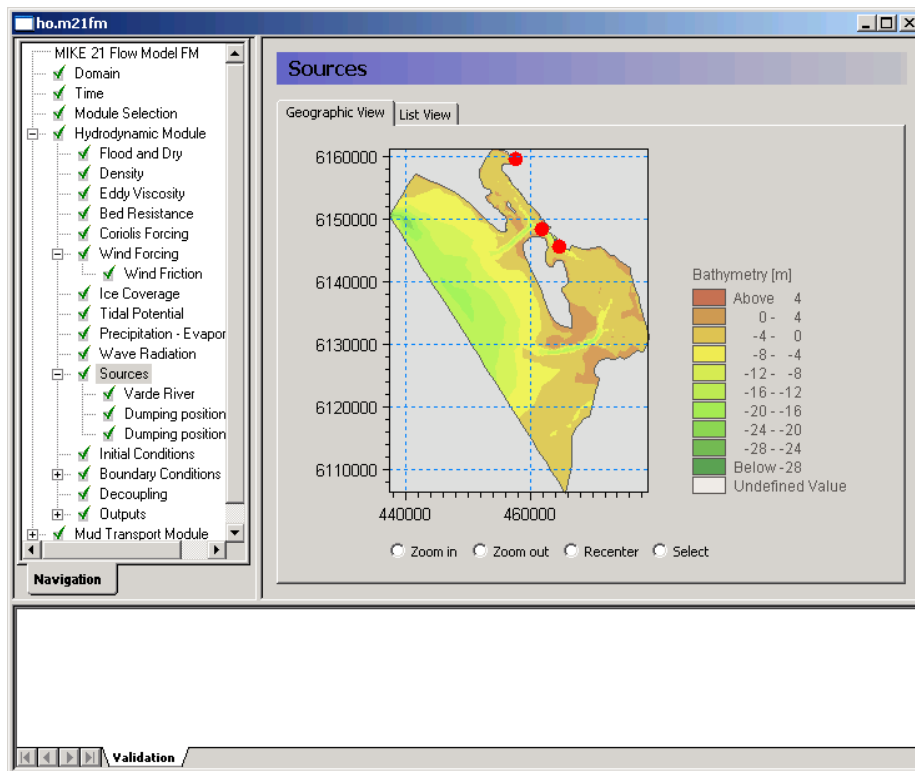 ho.m21fm
MIKE 21 Flow Model FM
Domain
Time
Module Selection
Hydrodynamic Module
Flood and Dry
Density
Eddy Viscosity
Bed Resistance
Coriolis Forcing
Wind Forcing
Wind Friction
Ice Coverage
Tidal Potential
Precipitation - Evapor
Wave Radiation
Sources
Varde River
Dumping position
Dumping position
Initial Conditions
Boundary Conditions
Decoupling
Outputs
Mud Transport Module
Navigation
Sources
Geographic View
List View
6160000
6150000
6140000
6130000
6120000
6110000
440000 460000
Bathymetry [m]
Above 4
0 - 4
-4 - 0
-8 - -4
-12 - -8
-16 - -12
-20 - -16
-24 - -20
-28 - -24
Below -28
Undefined Value
Zoom in Zoom out Recenter Select
Validation